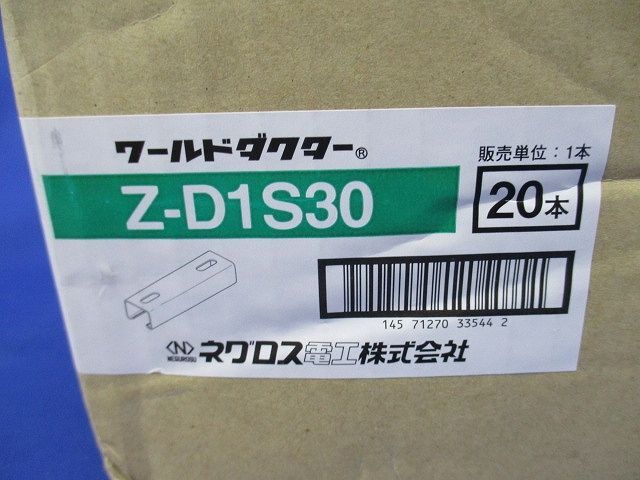 ワールドダクター®
販売単位：1本
Z-D1S30
20本
145 71270 33544 2
<N> NEGUROSU ネグロス電工株式会社